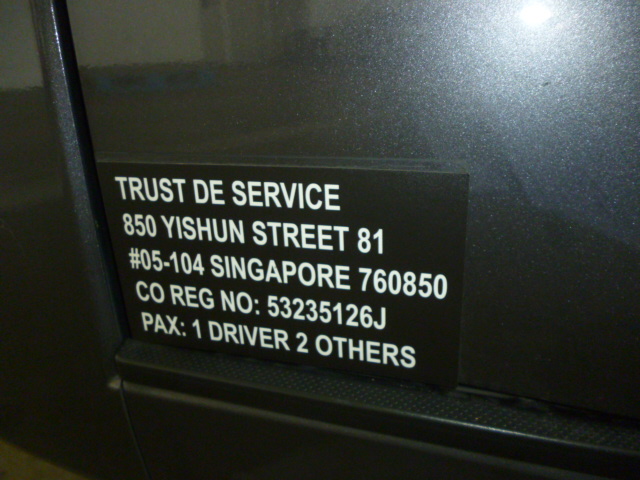 TRUST DE SERVICE
850 YISHUN STREET 81
#05-104 SINGAPORE 760850
CO REG NO: 53235126J
PAX: 1 DRIVER 2 OTHERS